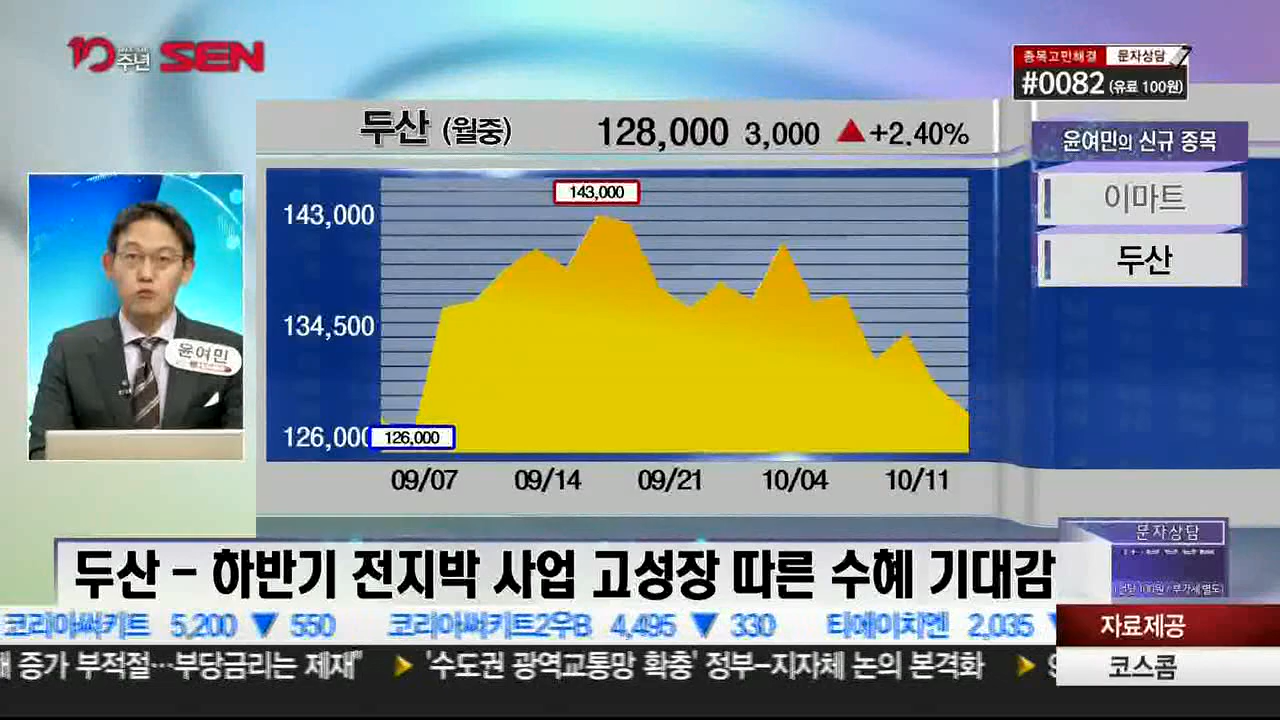 10주년 SEN
종목고민해결 문자상담
#0082 (유료 100원)
두산 (월중) 128,000 3,000 ▲+2.40%
윤여민의 신규 종목
이마트
두산
143,000
143,000
134,500
126,000
126,000
09/07 09/14 09/21 10/04 10/11
윤여민
문자상담
두산 - 하반기 전지박 사업 고성장 따른 수혜 기대감
코리아써키트 5,200 ▼ 550 코리아써키트2우B 4,495 ▼ 330 티에이치엔 2,035 ▼
자료제공
증가 부적절…부당금리는 제재" ▶ '수도권 광역교통망 확충' 정부-지자체 논의 본격화 ▶
코스콤